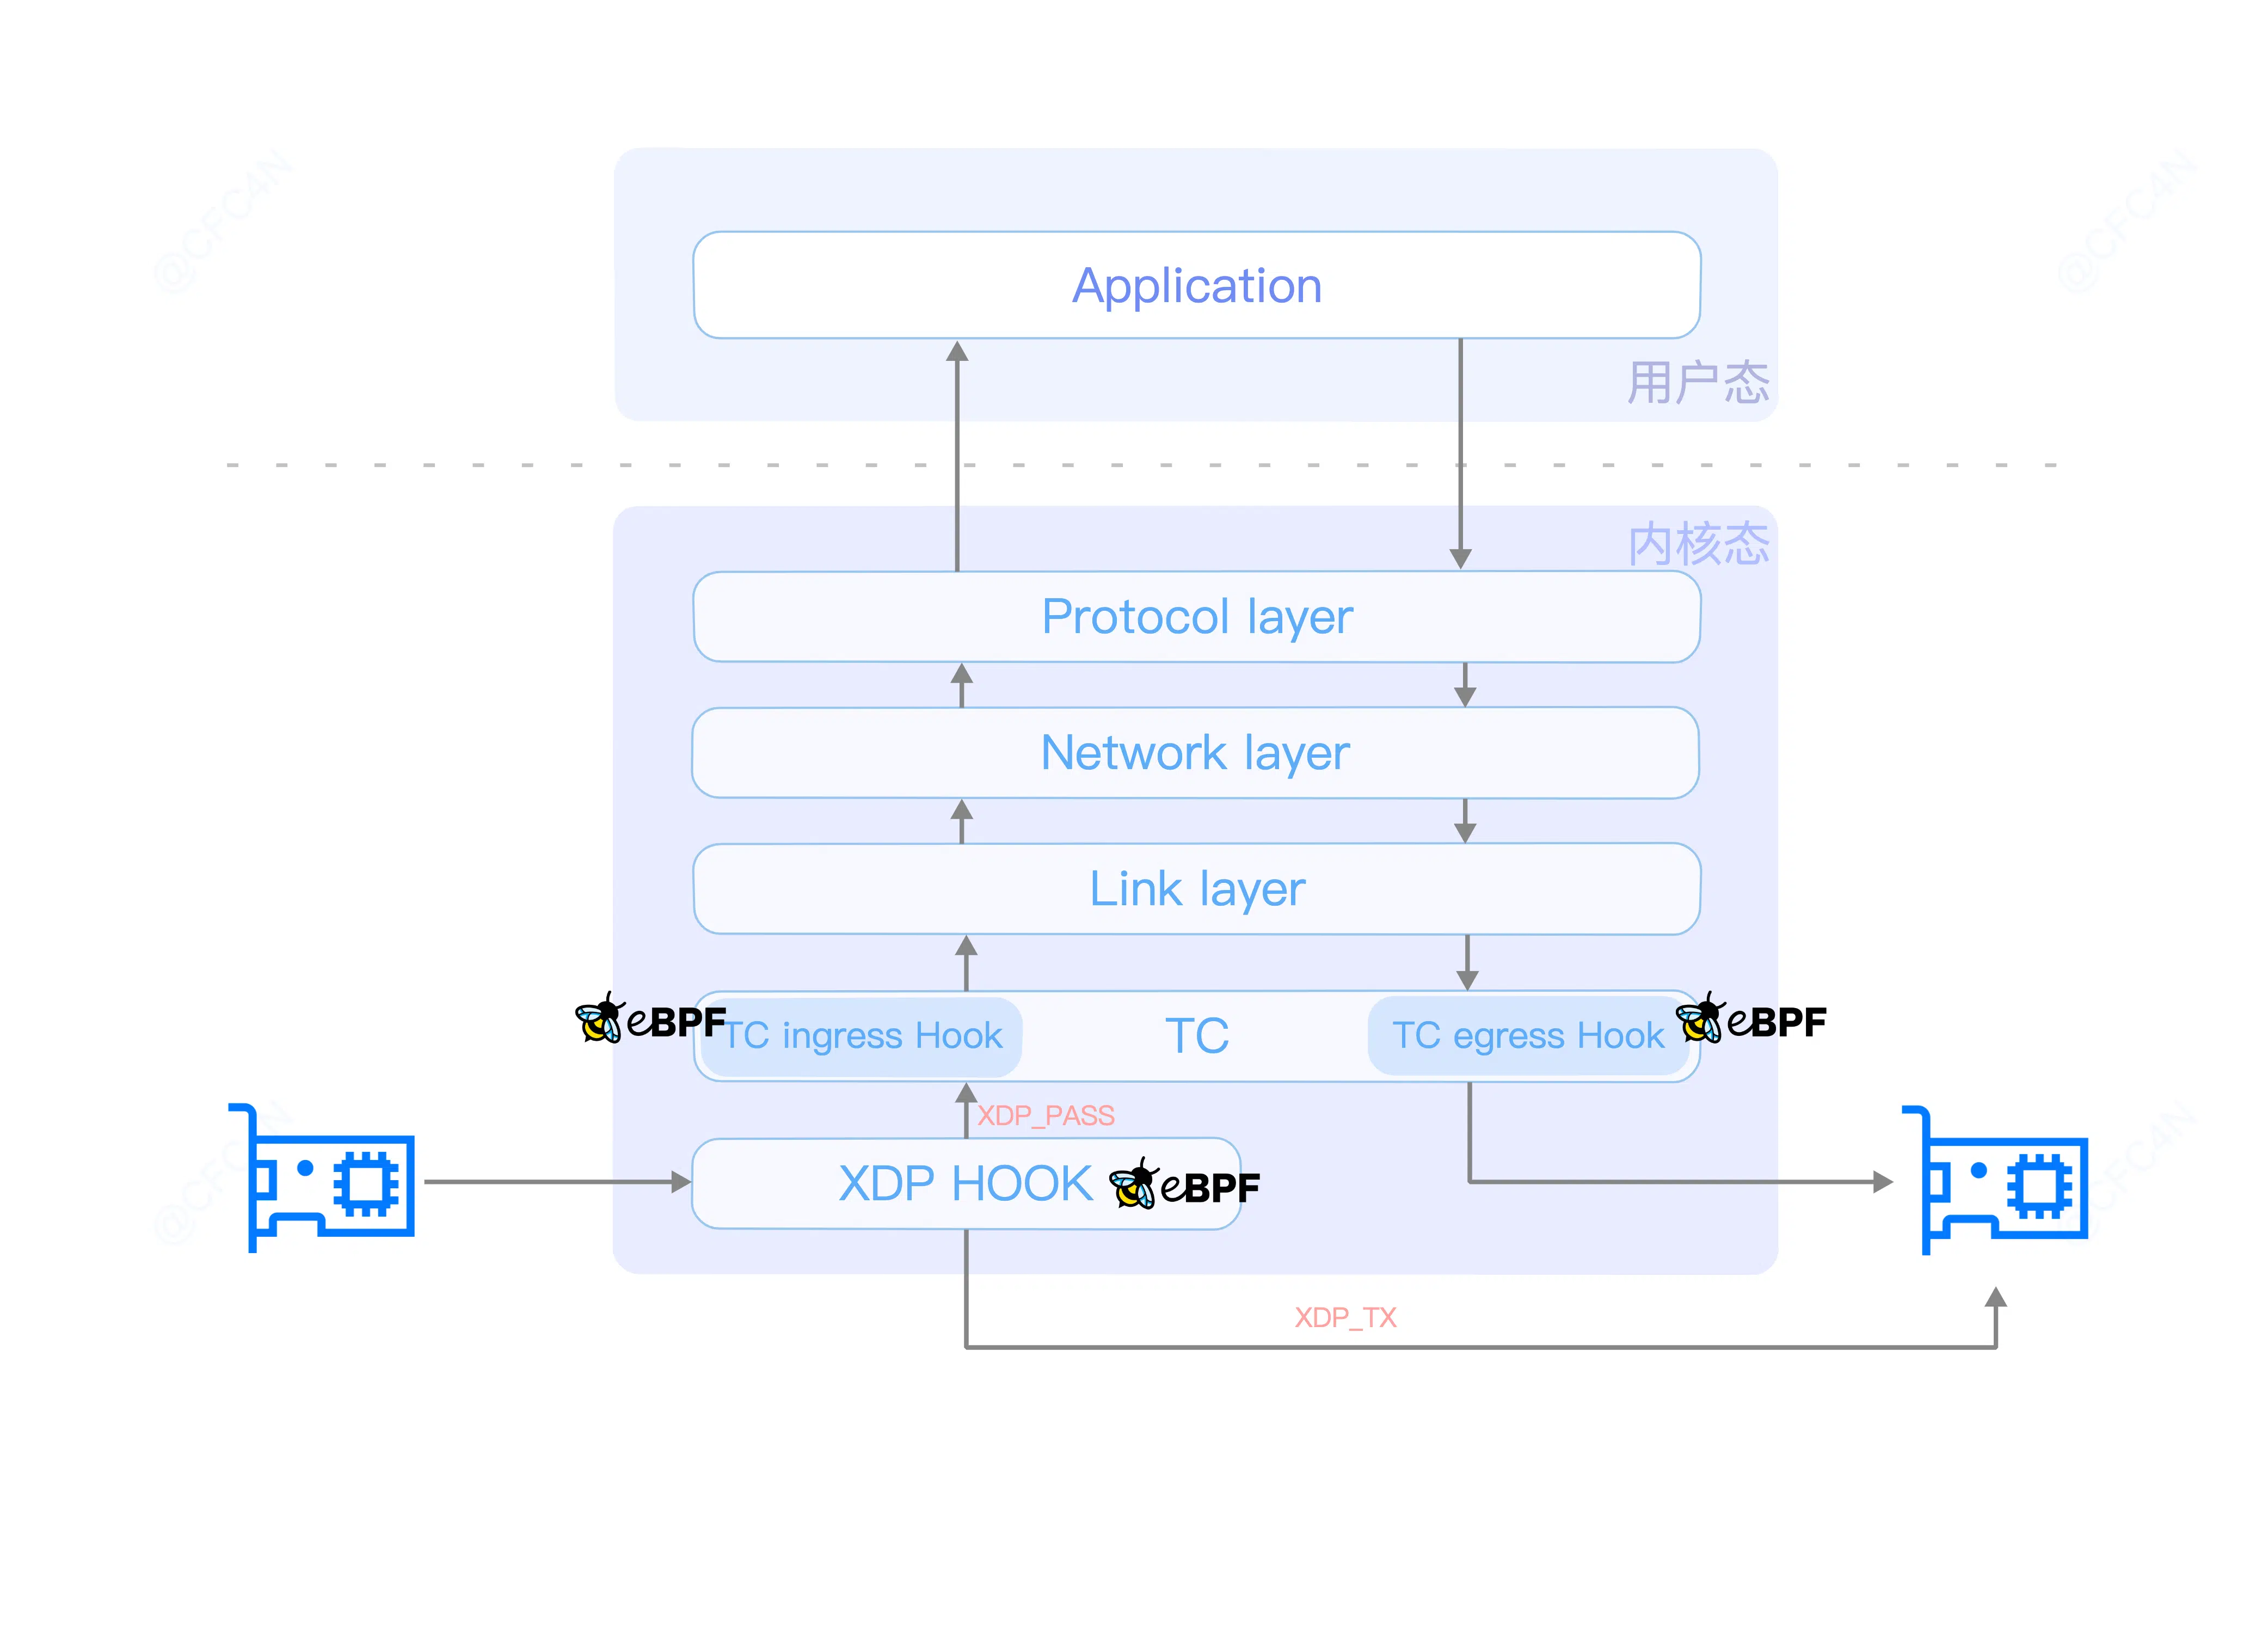 @CFC4N
@CFC4N
Application
用户态
内核态
Protocol layer
Network layer
Link layer
eBPF
TC ingress Hook
TC
TC egress Hook
eBPF
XDP_PASS
@CFC4N
XDP HOOK
eBPF
@CFC4N
XDP_TX